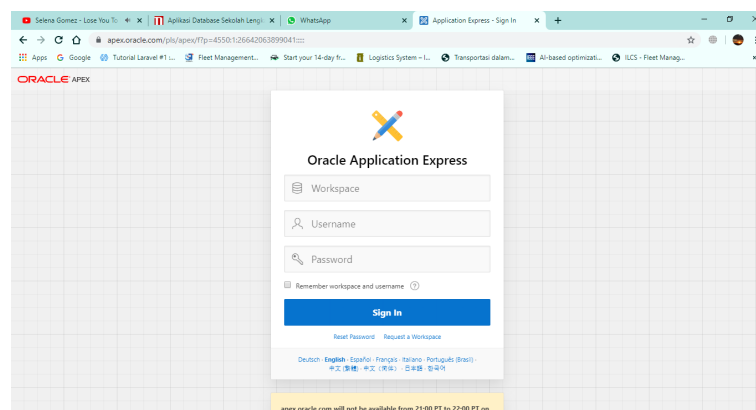 Selena Gomez - Lose You To
Aplikasi Database Sekolah Lengk
WhatsApp
Application Express - Sign In
apex.oracle.com/pls/apex/f?p=4550:1:26642063899041:::::
Apps
Google
Tutorial Laravel #1 :...
Fleet Management...
Start your 14-day fr...
Logistics System – I...
Transportasi dalam...
AI-based optimizati...
ILCS - Fleet Manag...
ORACLE APEX
Oracle Application Express
Workspace
Username
Password
Remember workspace and username ?
Sign In
Reset Password Request a Workspace
Deutsch · English · Español · Français · Italiano · Português (Brasil) ·
中文 (繁體) · 中文 (简体) · 日本語 · 한국어
apex.oracle.com will not be available from 21:00 PT to 22:00 PT on